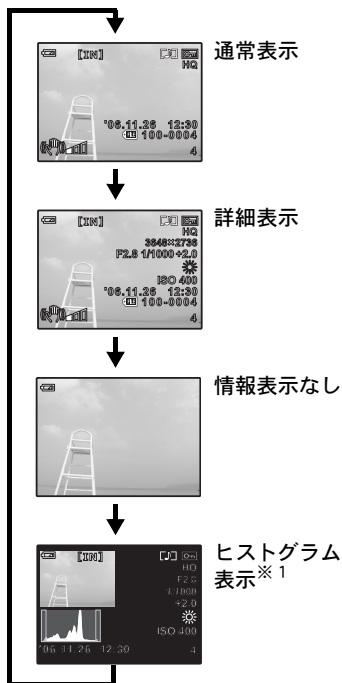 [IN]
HQ
'06.11.26 12:30
100-0004
4
通常表示
[IN]
HQ
3648×2736
F2.8 1/1000 +2.0
ISO 400
'06.11.26 12:30
100-0004
4
詳細表示
情報表示なし
[IN]
HQ
F2.8
1/1000
+2.0
ISO 400
'06.11.26 12:30
4
ヒストグラム
表示※1